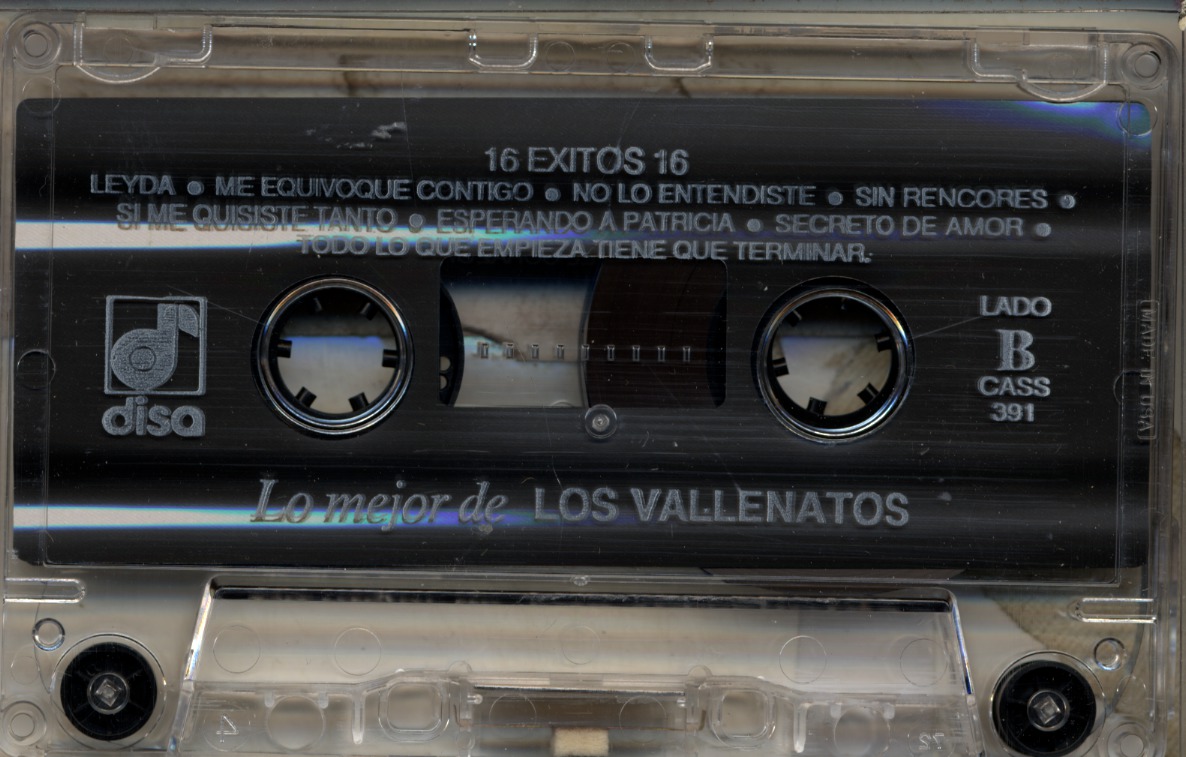 16 EXITOS 16
LEYDA ● ME EQUIVOQUE CONTIGO ● NO LO ENTENDISTE ● SIN RENCORES ●
SI ME QUISISTE TANTO ● ESPERANDO A PATRICIA ● SECRETO DE AMOR ●
TODO LO QUE EMPIEZA TIENE QUE TERMINAR.
disa
LADO
B
CASS
391
MADE IN USA
Lo mejor de LOS VALLENATOS
4
72